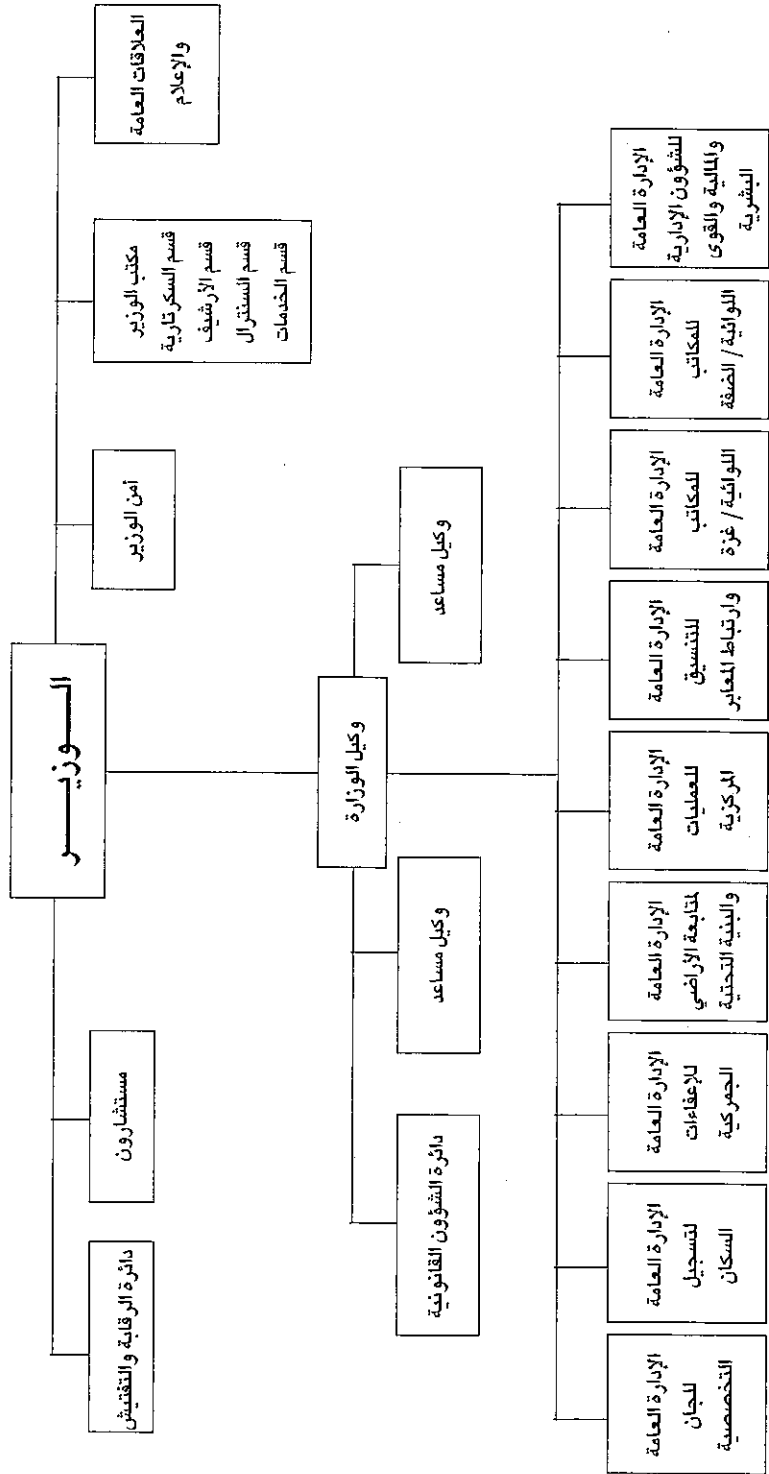 الـــوزيـــر
العلاقات العامة
والإعلام
مكتب الوزير
قسم السكرتارية
قسم الأرشيف
قسم السنترال
قسم الخدمات
أمن الوزير
مستشارون
دائرة الرقابة والتفتيش
وكيل الوزارة
وكيل مساعد
وكيل مساعد
دائرة الشؤون القانونية
الإدارة العامة
للشؤون الإدارية
والمالية والقوى
البشرية
الإدارة العامة
للمكاتب
اللوائية / الضفة
الإدارة العامة
للمكاتب
اللوائية / غزة
الإدارة العامة
للتنسيق
وارتباط المعابر
الإدارة العامة
للعمليات
المركزية
الإدارة العامة
لمتابعة الأراضي
والبنية التحتية
الإدارة العامة
للإعفاءات
الجمركية
الإدارة العامة
لتسجيل
السكان
الإدارة العامة
للجان
التخصصية